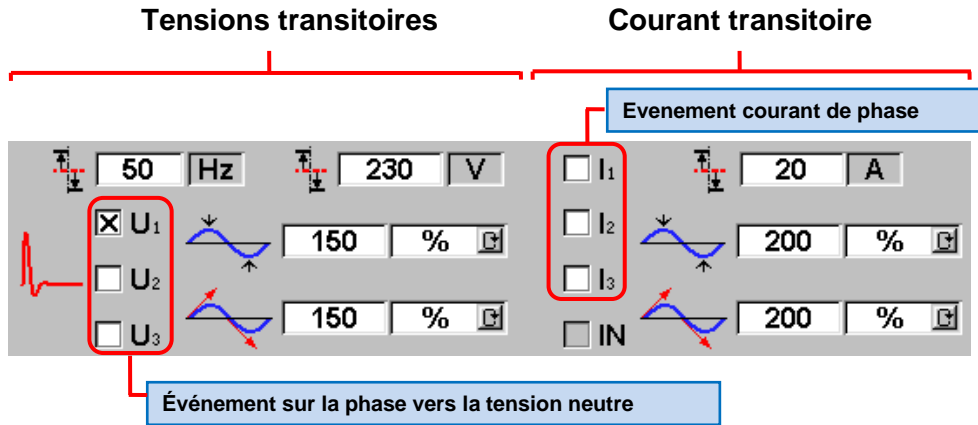 Tensions transitoires
Courant transitoire
Evenement courant de phase
50 Hz 230 V I1 20 A
U1 150 % I2 200 %
U2 I3
U3 150 % IN 200 %
Événement sur la phase vers la tension neutre